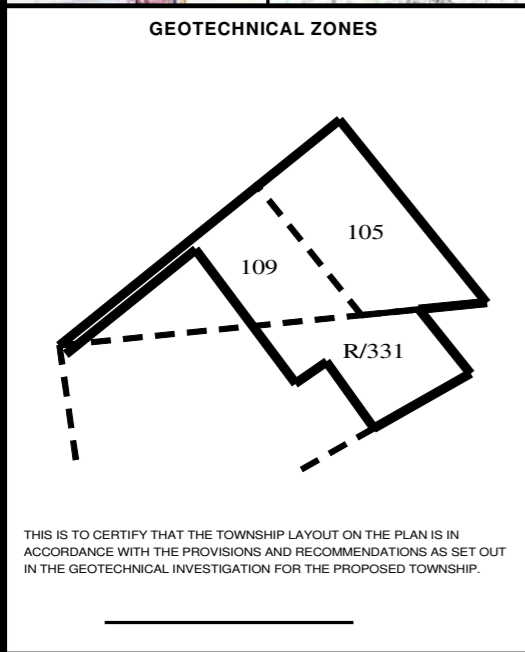 GEOTECHNICAL ZONES
105
109
R/331
THIS IS TO CERTIFY THAT THE TOWNSHIP LAYOUT ON THE PLAN IS IN
ACCORDANCE WITH THE PROVISIONS AND RECOMMENDATIONS AS SET OUT
IN THE GEOTECHNICAL INVESTIGATION FOR THE PROPOSED TOWNSHIP.